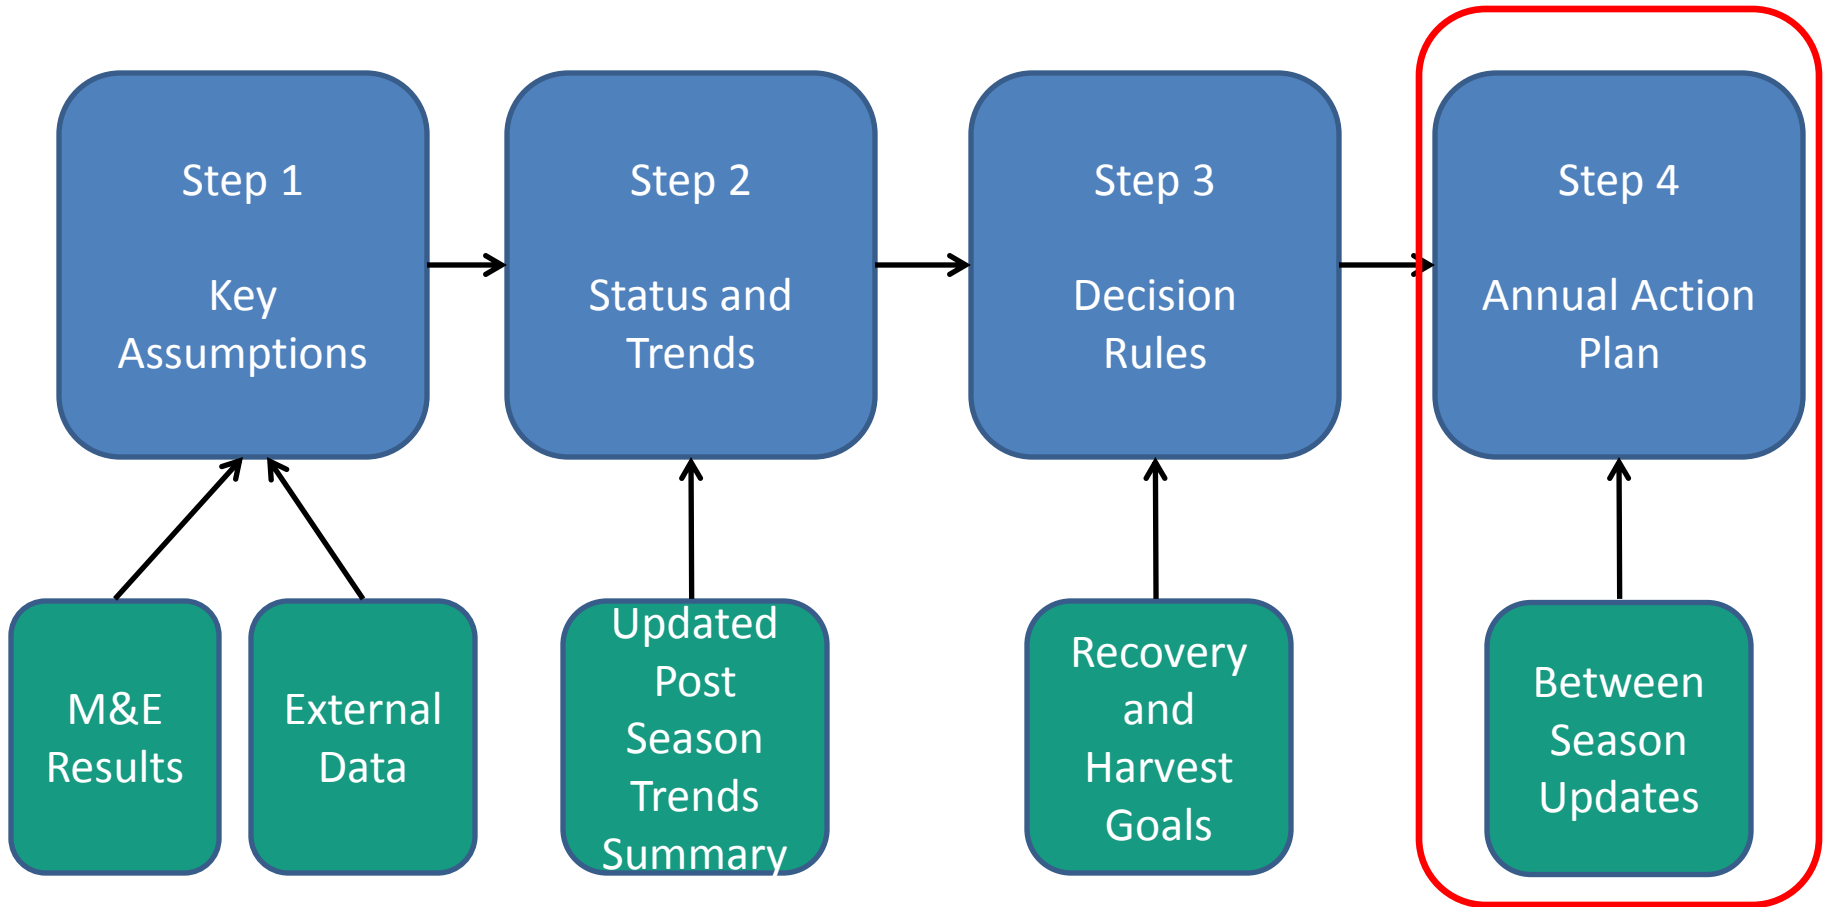 Step 1
Key
Assumptions
Step 2
Status and
Trends
Step 3
Decision
Rules
Step 4
Annual Action
Plan
M&E
Results
External
Data
Updated
Post
Season
Trends
Summary
Recovery
and
Harvest
Goals
Between
Season
Updates